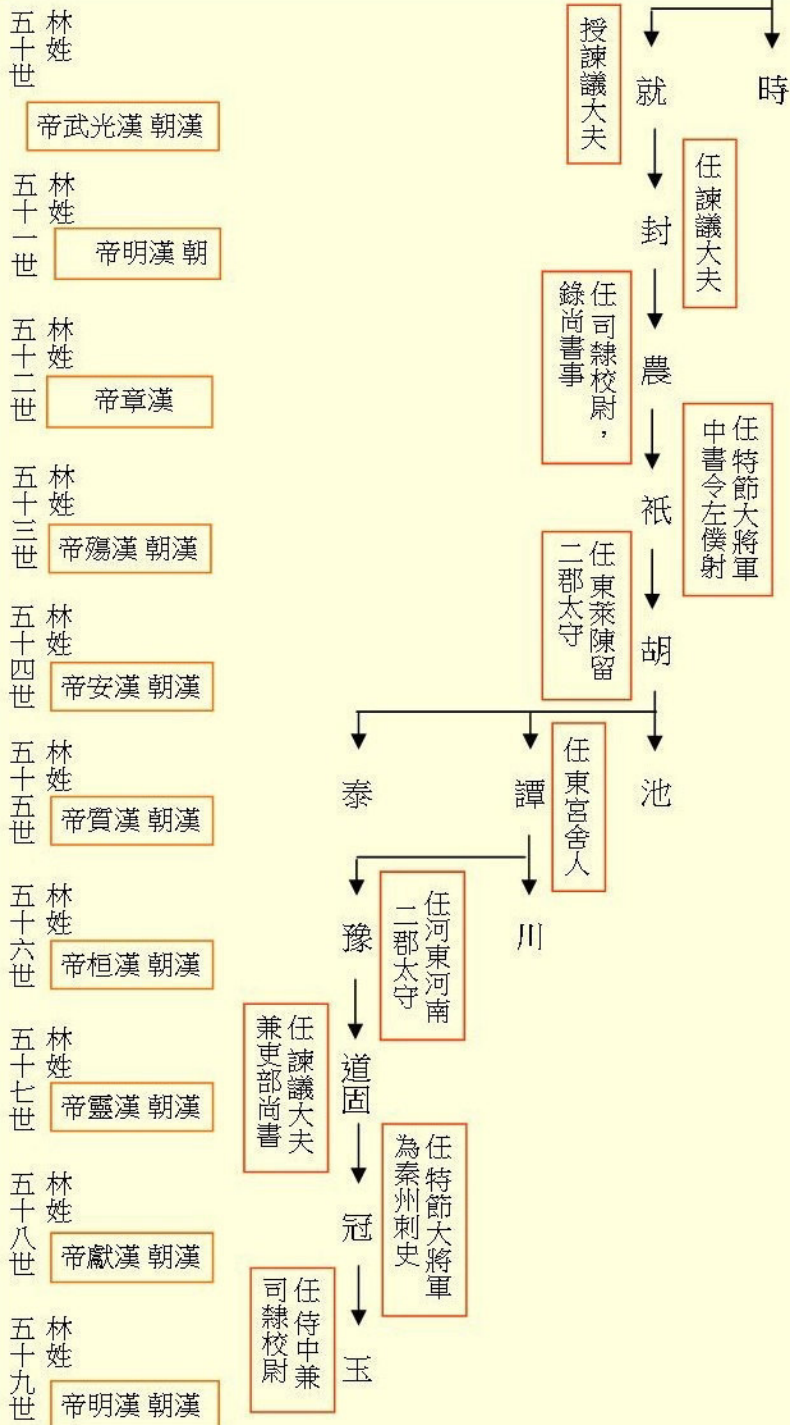 時
就
授諫議大夫
林姓
五十世
漢朝 漢光武帝
任 諫議大夫
封
林姓
五十一世
朝 漢明帝
農
任 司隸校尉，
錄尚書事
林姓
五十二世
漢章帝
任 特節大將軍
中書令左僕射
祗
林姓
五十三世
漢朝 漢殤帝
胡
任 東萊陳留
二郡太守
林姓
五十四世
漢朝 漢安帝
池
任 東宮舍人
譚
泰
林姓
五十五世
漢朝 漢質帝
川
任河東河南
二郡太守
豫
林姓
五十六世
漢朝 漢桓帝
道固
任 諫議大夫
兼吏部尚書
林姓
五十七世
漢朝 漢靈帝
任 特節大將軍
為秦州刺史
冠
林姓
五十八世
漢朝 漢獻帝
玉
任 侍中兼
司隸校尉
林姓
五十九世
漢朝 漢明帝